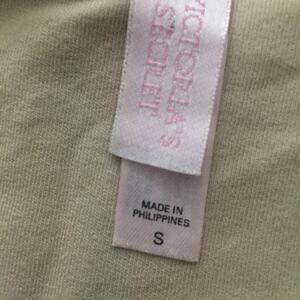 VICTORIA'S
SECRET
MADE IN
PHILIPPINES
S